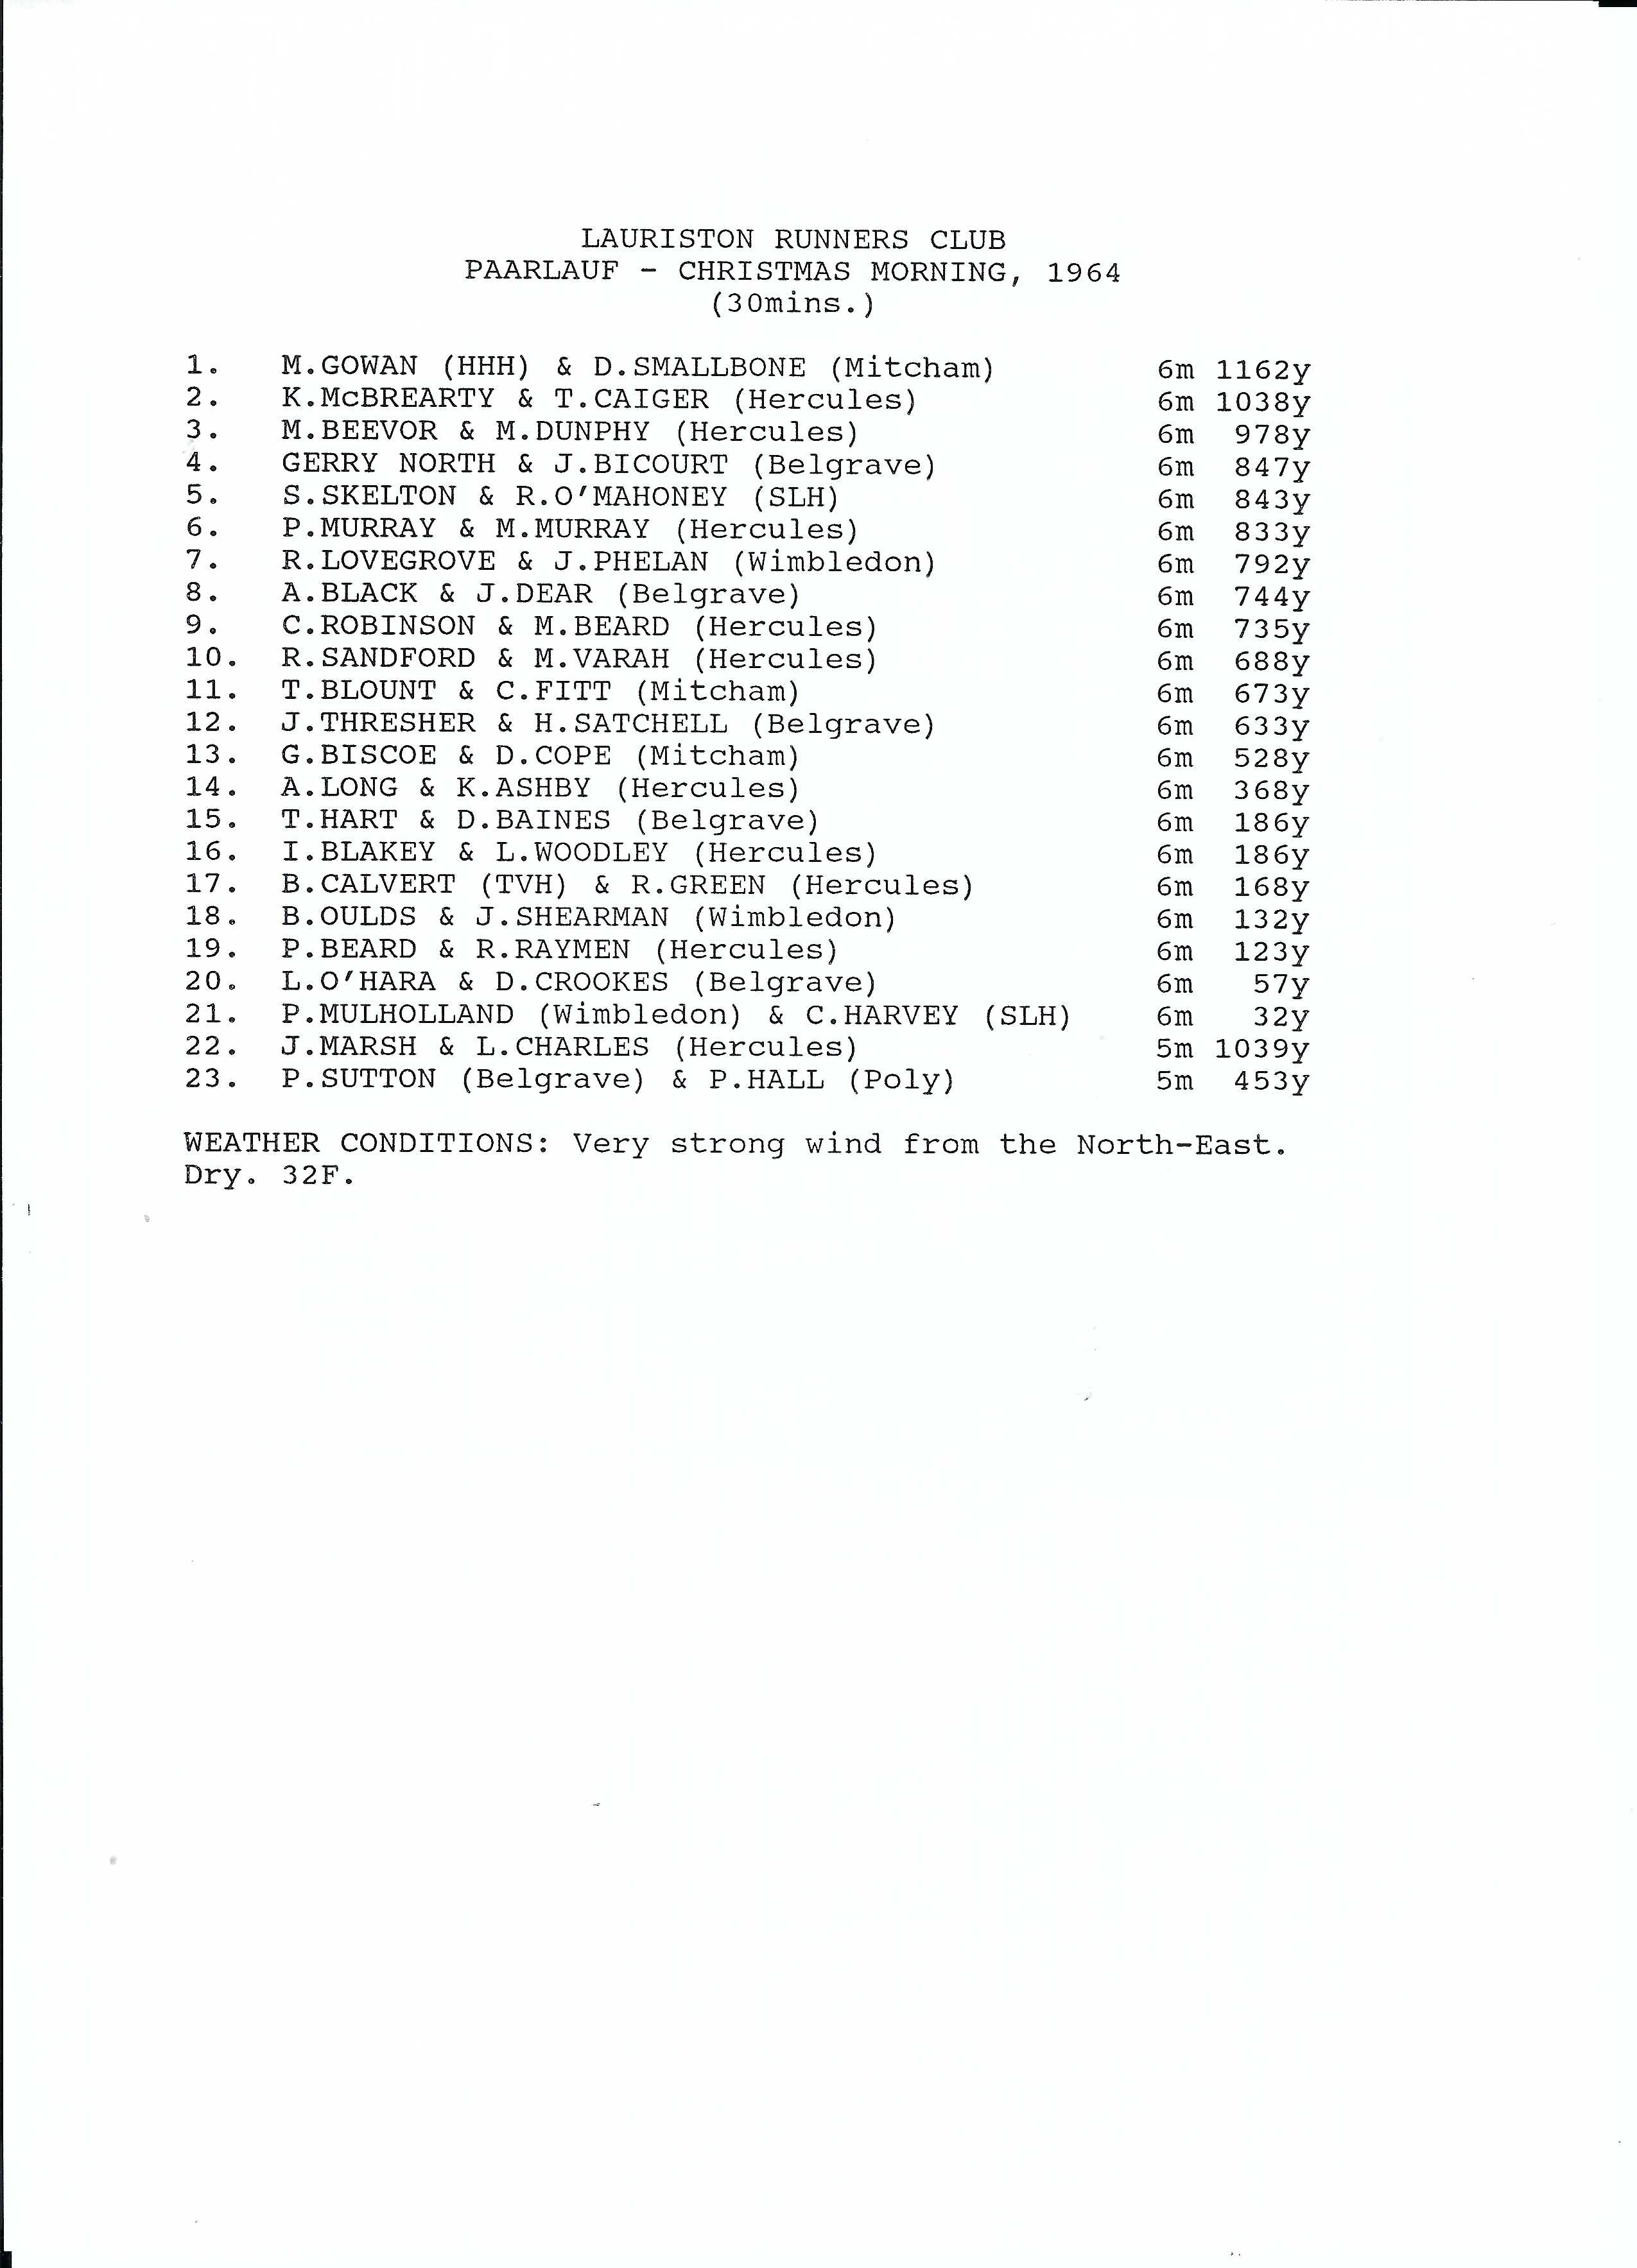 LAURISTON RUNNERS CLUB
PAARLAUF - CHRISTMAS MORNING, 1964
(30mins.)
1. M.GOWAN (HHH) & D.SMALLBONE (Mitcham) 6m 1162y
2. K.McBREARTY & T.CAIGER (Hercules) 6m 1038y
3. M.BEEVOR & M.DUNPHY (Hercules) 6m 978y
4. GERRY NORTH & J.BICOURT (Belgrave) 6m 847y
5. S.SKELTON & R.O'MAHONEY (SLH) 6m 843y
6. P.MURRAY & M.MURRAY (Hercules) 6m 833y
7. R.LOVEGROVE & J.PHELAN (Wimbledon) 6m 792y
8. A.BLACK & J.DEAR (Belgrave) 6m 744y
9. C.ROBINSON & M.BEARD (Hercules) 6m 735y
10. R.SANDFORD & M.VARAH (Hercules) 6m 688y
11. T.BLOUNT & C.FITT (Mitcham) 6m 673y
12. J.THRESHER & H.SATCHELL (Belgrave) 6m 633y
13. G.BISCOE & D.COPE (Mitcham) 6m 528y
14. A.LONG & K.ASHBY (Hercules) 6m 368y
15. T.HART & D.BAINES (Belgrave) 6m 186y
16. I.BLAKEY & L.WOODLEY (Hercules) 6m 186y
17. B.CALVERT (TVH) & R.GREEN (Hercules) 6m 168y
18. B.OULDS & J.SHEARMAN (Wimbledon) 6m 132y
19. P.BEARD & R.RAYMEN (Hercules) 6m 123y
20. L.O'HARA & D.CROOKES (Belgrave) 6m 57y
21. P.MULHOLLAND (Wimbledon) & C.HARVEY (SLH) 6m 32y
22. J.MARSH & L.CHARLES (Hercules) 5m 1039y
23. P.SUTTON (Belgrave) & P.HALL (Poly) 5m 453y
WEATHER CONDITIONS: Very strong wind from the North-East.
Dry. 32F.